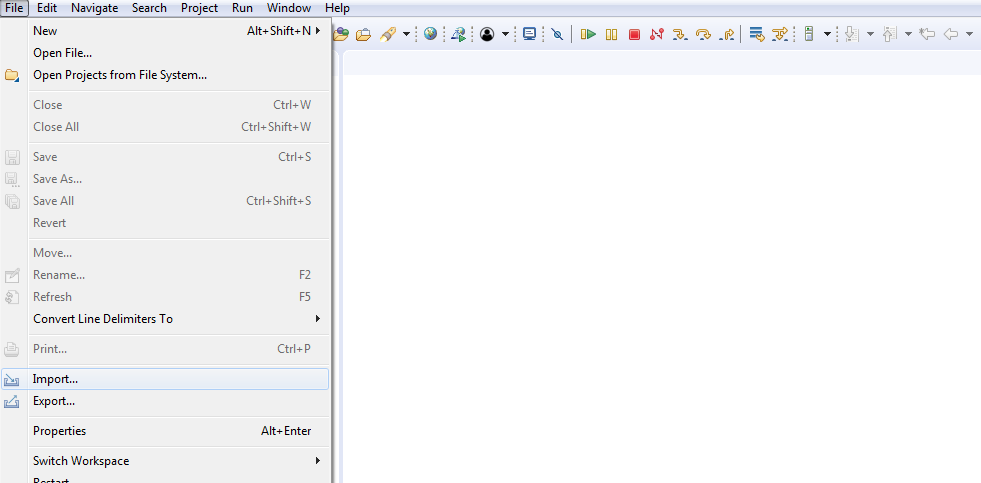 File Edit Navigate Search Project Run Window Help
New Alt+Shift+N
Open File...
Open Projects from File System...
Close Ctrl+W
Close All Ctrl+Shift+W
Save Ctrl+S
Save As...
Save All Ctrl+Shift+S
Revert
Move...
Rename... F2
Refresh F5
Convert Line Delimiters To
Print... Ctrl+P
Import...
Export...
Properties Alt+Enter
Switch Workspace
Restart